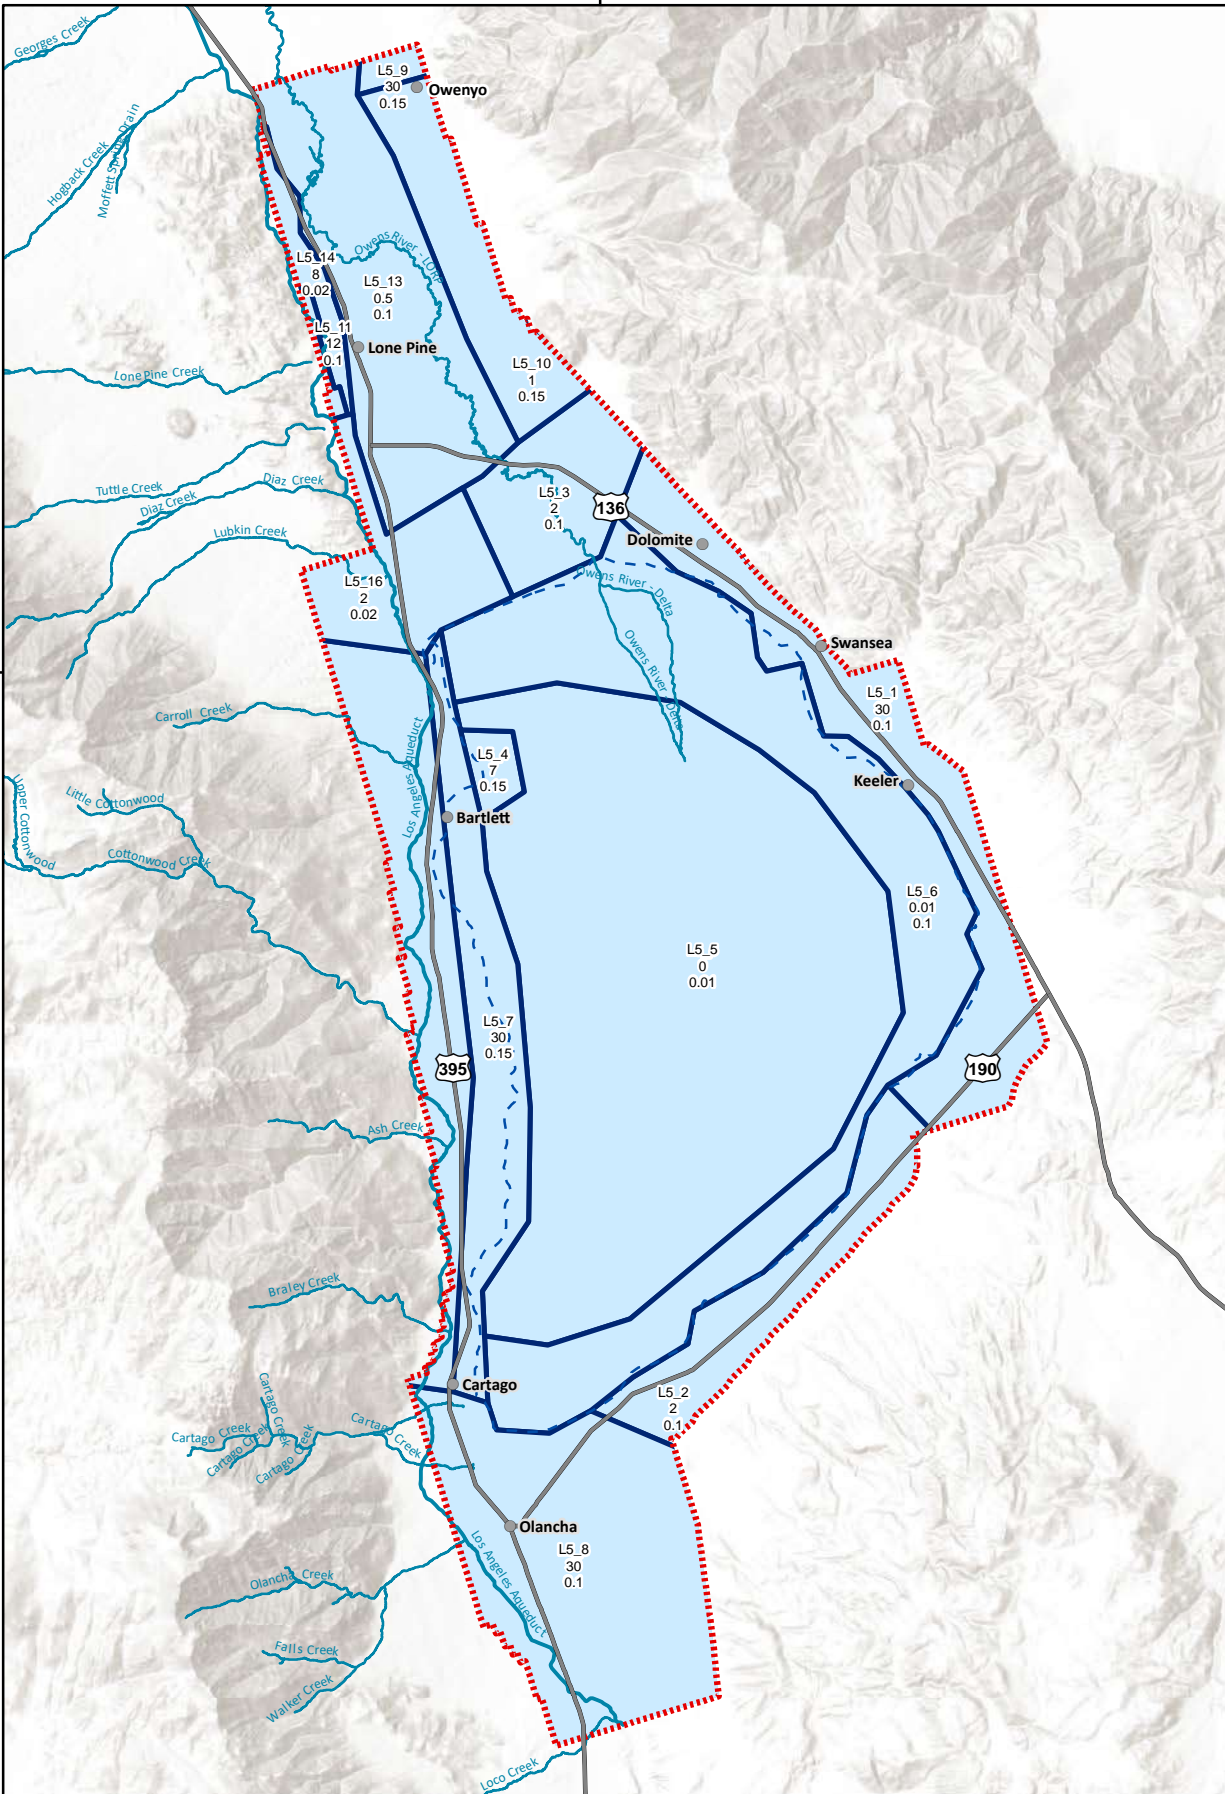 Georges Creek
Hogback Creek
Moffett Spring Drain
L5_9
30
0.15
Owenyo
Owens River - LORP
L5_14
8
0.02
L5_13
0.5
0.1
L5_11
12
0.1
Lone Pine
Lone Pine Creek
L5_10
1
0.15
Tuttle Creek
Diaz Creek
Diaz Creek
Lubkin Creek
L5_3
2
0.1
136
Dolomite
L5_16
2
0.02
Owens River - Delta
Owens River - Delta
Swansea
L5_1
30
0.1
Carroll Creek
Los Angeles Aqueduct
L5_4
7
0.15
Keeler
Bartlett
Upper Cottonwood
Little Cottonwood
Cottonwood Creek
L5_6
0.01
0.1
L5_5
0
0.01
L5_7
30
0.15
395
190
Ash Creek
Braley Creek
Cartago
L5_2
2
0.1
Cartago Creek
Cartago Creek
Cartago Creek
Cartago Creek
Cartago Creek
Olancha
L5_8
30
0.1
Los Angeles Aqueduct
Olancha Creek
Falls Creek
Walker Creek
Loco Creek